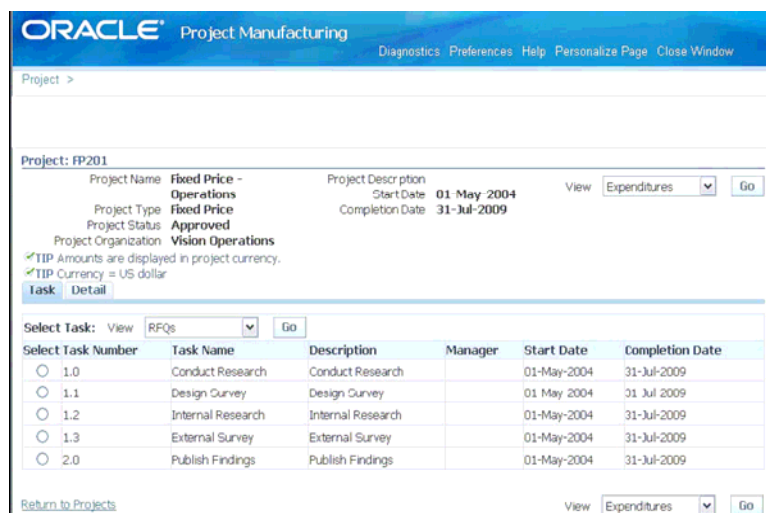 ORACLE Project Manufacturing
Diagnostics Preferences Help Personalize Page Close Window
Project >
Project: FP201
Project Name Fixed Price - Operations
Project Type Fixed Price
Project Status Approved
Project Organization Vision Operations
Project Descr ption
Start Date 01-May-2004
Completion Date 31-Jul-2009
View Expenditures Go
TIP Amounts are displayed in project currency.
TIP Currency = US dollar
Task Detail
Select Task: View RFQs Go
Select Task Number Task Name Description Manager Start Date Completion Date
1.0 Conduct Research Conduct Research 01-May-2004 31-Jul-2009
1.1 Design Survey Design Survey 01 May 2004 31 Jul 2009
1.2 Internal Research Internal Research 01-May-2004 31-Jul-2009
1.3 External Survey External Survey 01-May-2004 31-Jul-2009
2.0 Publish Findings Publish Findings 01-May-2004 31-Jul-2009
Return to Projects View Expenditures Go